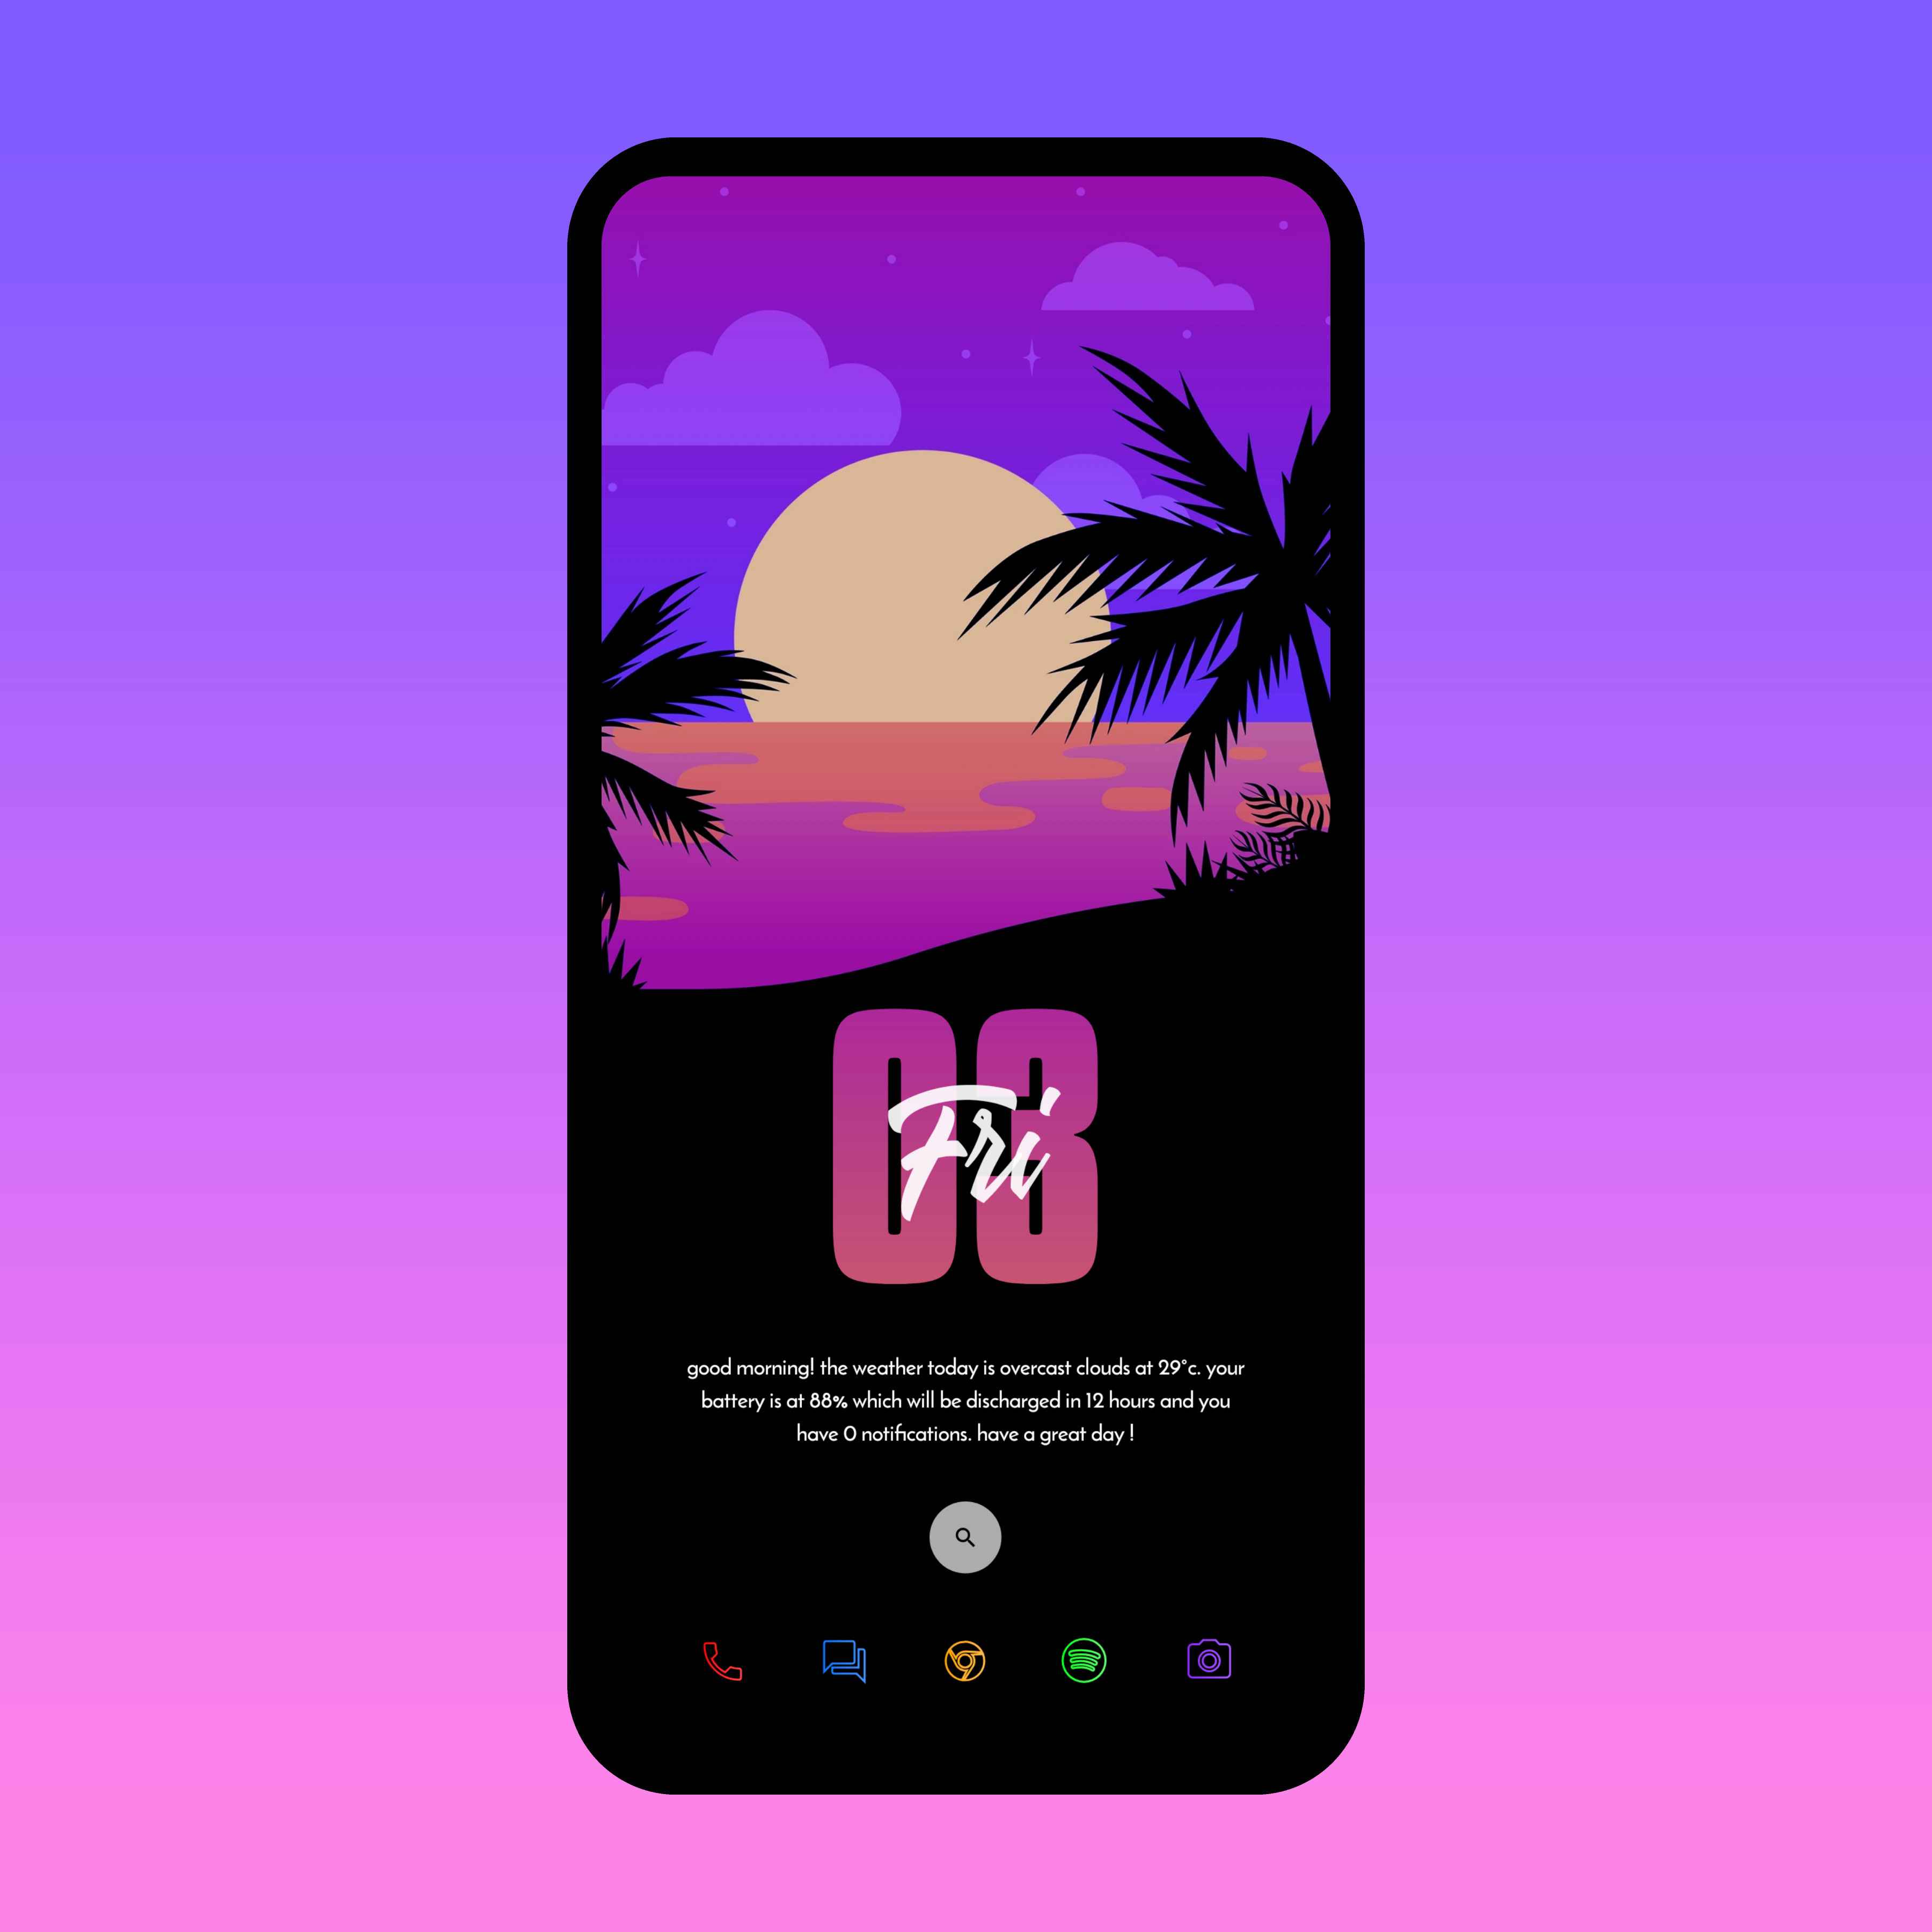 03
Fri
good morning! the weather today is overcast clouds at 29°c. your
battery is at 88% which will be discharged in 12 hours and you
have 0 notifications. have a great day !